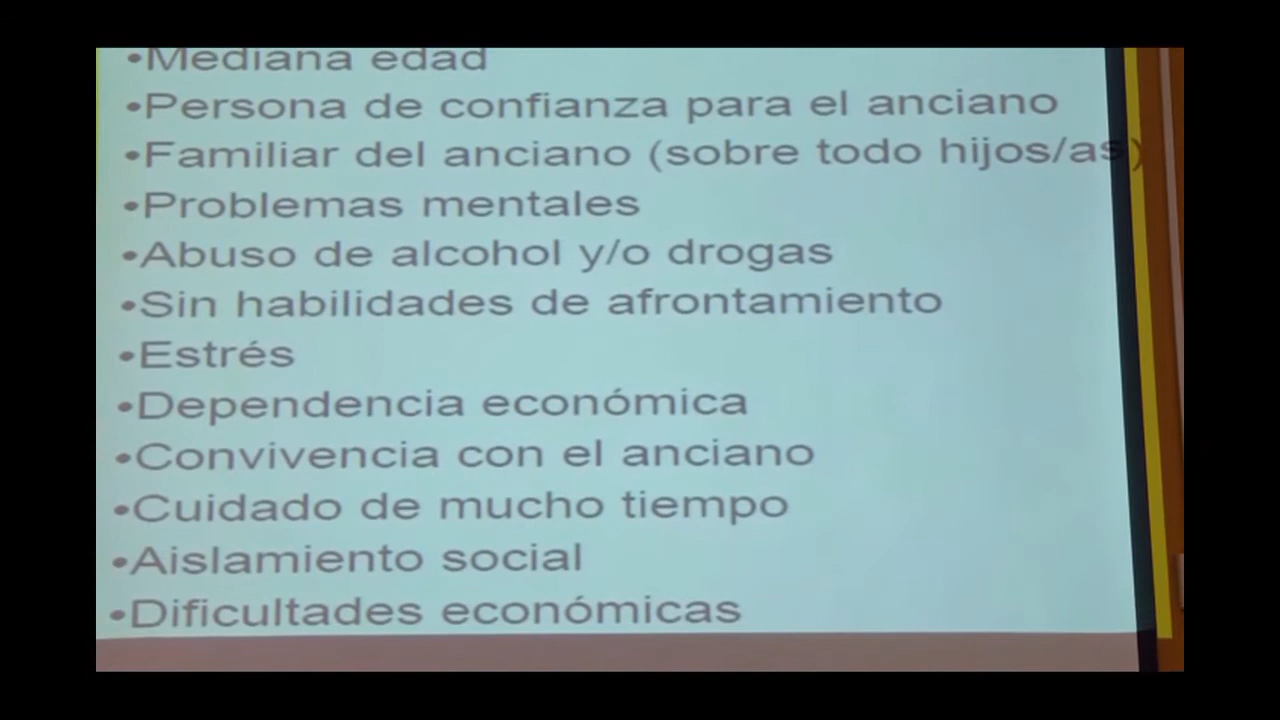 •Mediana edad
•Persona de confianza para el anciano
•Familiar del anciano (sobre todo hijos/as)
•Problemas mentales
•Abuso de alcohol y/o drogas
•Sin habilidades de afrontamiento
•Estrés
•Dependencia económica
•Convivencia con el anciano
•Cuidado de mucho tiempo
•Aislamiento social
•Dificultades económicas